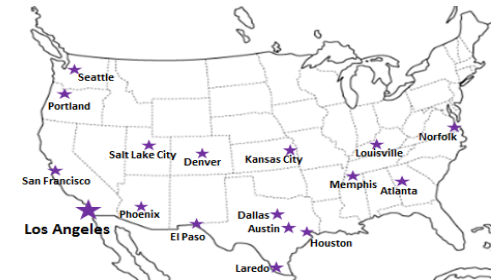 Seattle
Portland
Norfolk
Salt Lake City
Denver
Kansas City
Louisville
San Francisco
Memphis
Atlanta
Phoenix
Dallas
Los Angeles
El Paso
Austin
Houston
Laredo